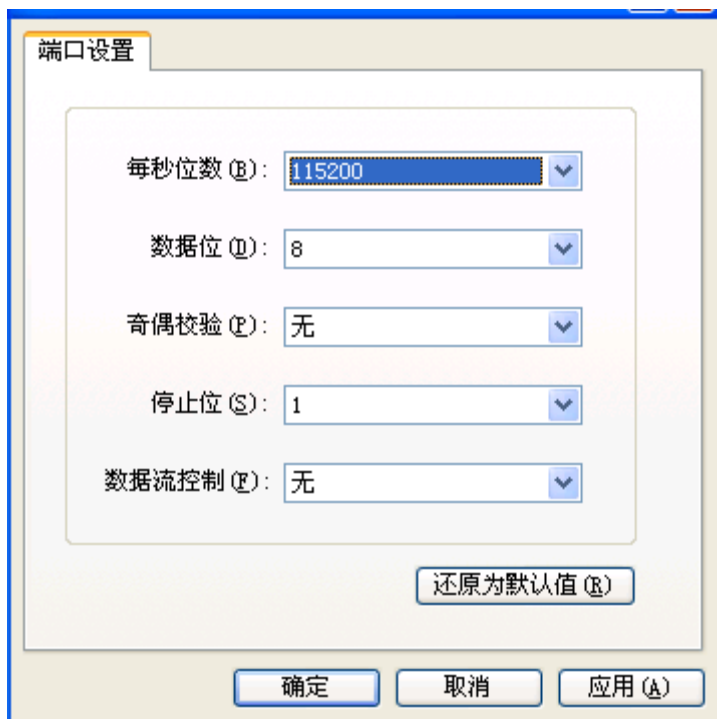 端口设置
每秒位数(B): 115200
数据位(D): 8
奇偶校验(P): 无
停止位(S): 1
数据流控制(F): 无
还原为默认值(R)
确定 取消 应用(A)